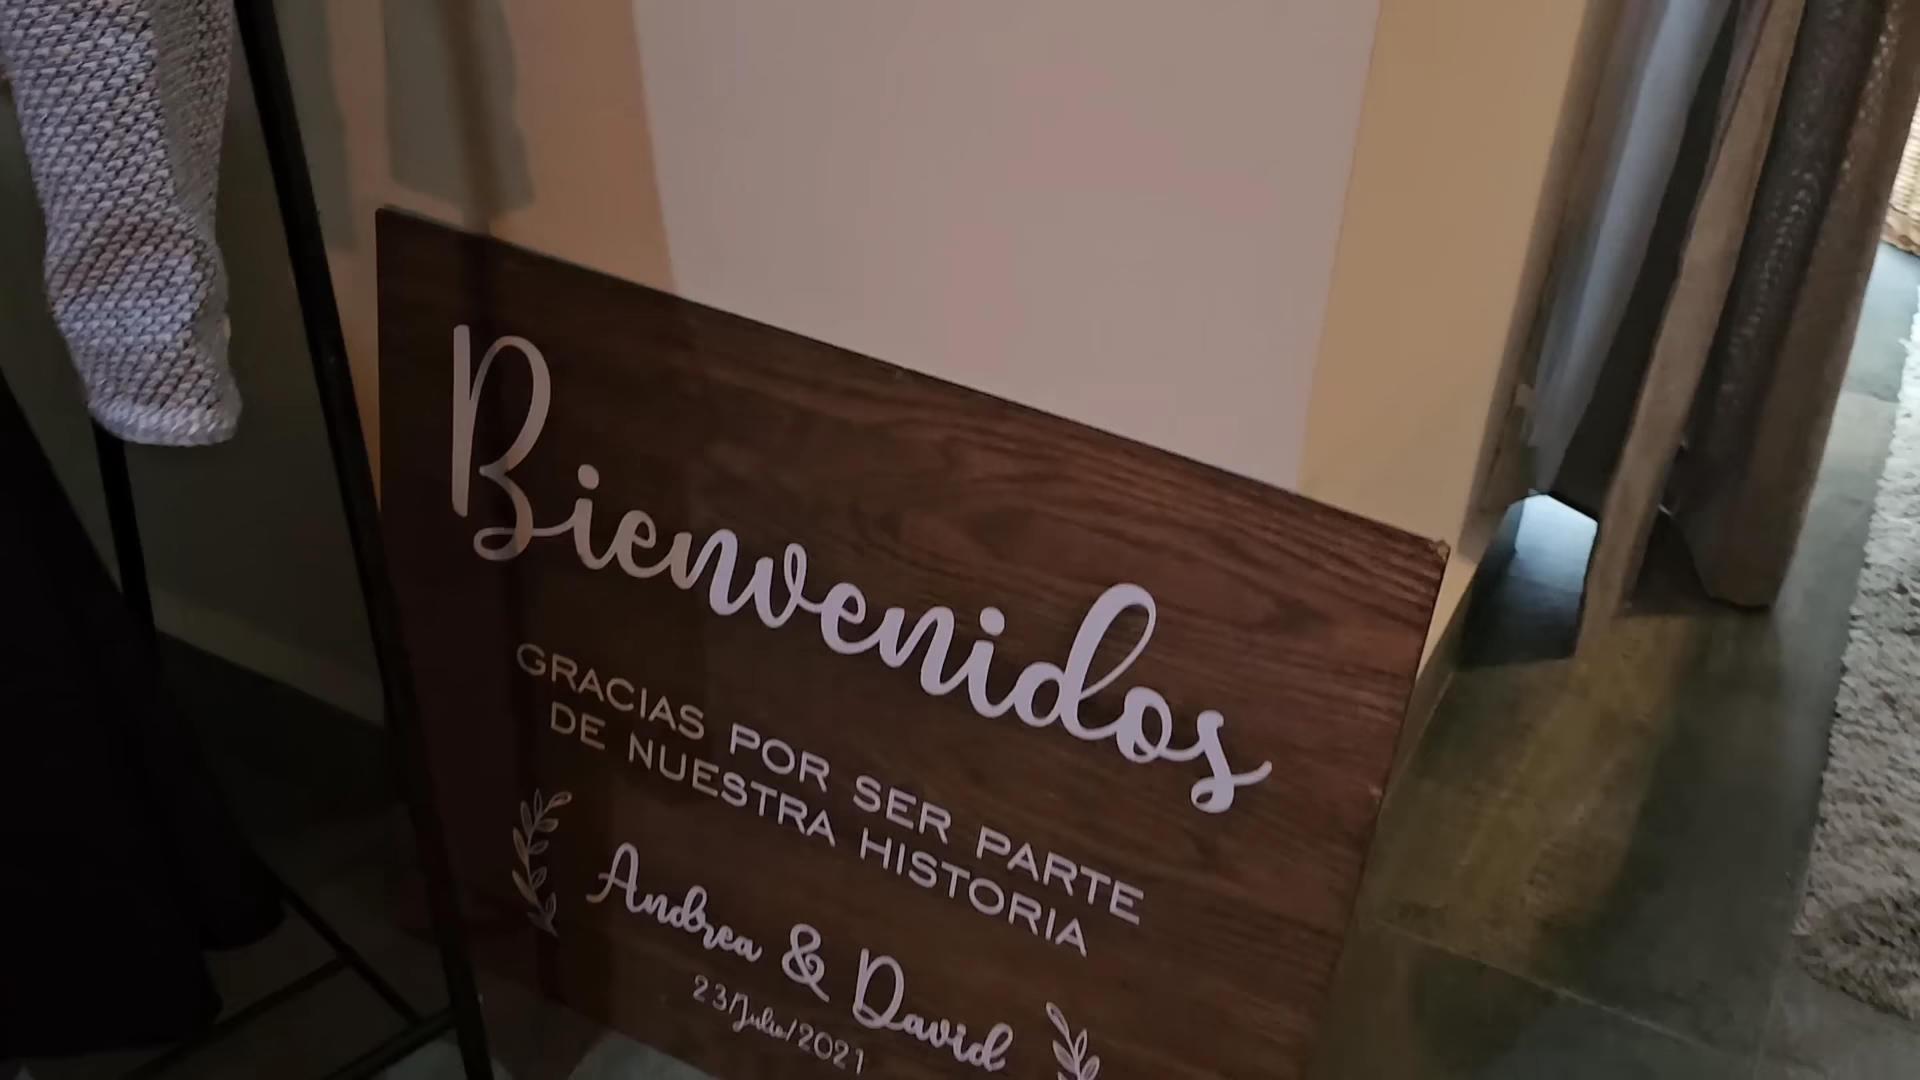 Bienvenidos
GRACIAS POR SER PARTE
DE NUESTRA HISTORIA
Andrea & David
23/Julio/2021